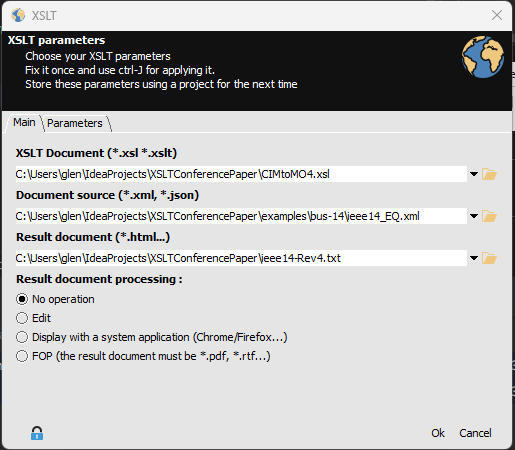 XSLT
XSLT parameters
Choose your XSLT parameters
Fix it once and use ctrl-J for applying it.
Store these parameters using a project for the next time
Main
Parameters
XSLT Document (*.xsl *.xslt)
C:\Users\glen\IdeaProjects\XSLTConferencePaper\CIMtoMO4.xsl
Document source (*.xml, *.json)
C:\Users\glen\IdeaProjects\XSLTConferencePaper\examples\bus-14\ieee14_EQ.xml
Result document (*.html...)
C:\Users\glen\IdeaProjects\XSLTConferencePaper\ieee14-Rev4.txt
Result document processing :
No operation
Edit
Display with a system application (Chrome/Firefox...)
FOP (the result document must be *.pdf, *.rtf...)
Ok Cancel